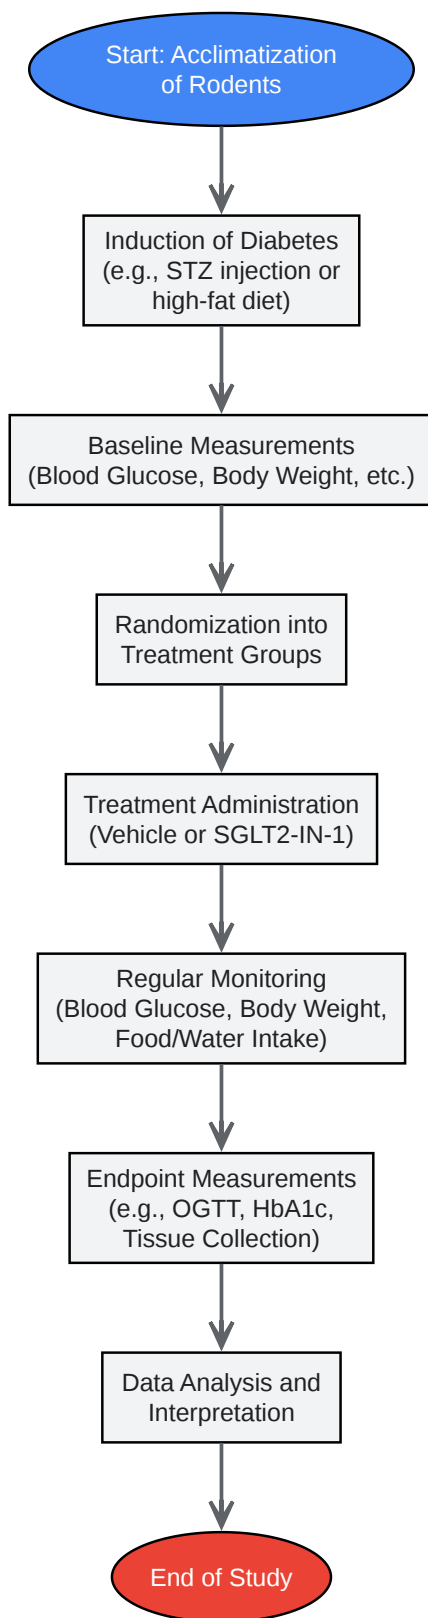 Start: Acclimatization
of Rodents
Induction of Diabetes
(e.g., STZ injection or
high-fat diet)
Baseline Measurements
(Blood Glucose, Body Weight, etc.)
Randomization into
Treatment Groups
Treatment Administration
(Vehicle or SGLT2-IN-1)
Regular Monitoring
(Blood Glucose, Body Weight,
Food/Water Intake)
Endpoint Measurements
(e.g., OGTT, HbA1c,
Tissue Collection)
Data Analysis and
Interpretation
End of Study